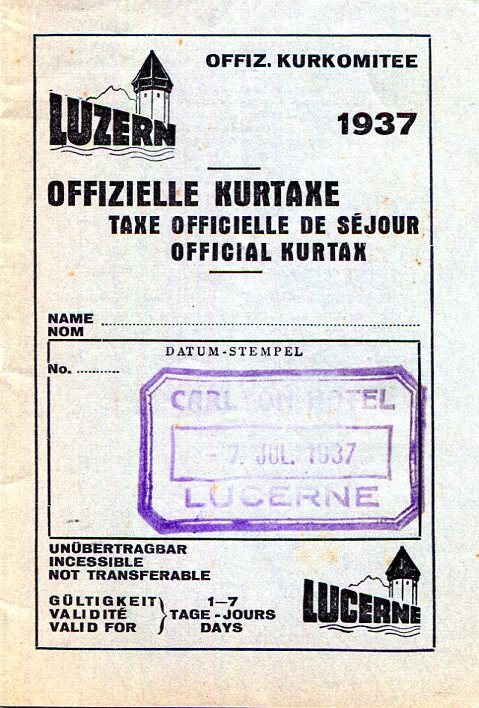 OFFIZ. KURKOMITEE
LUZERN
1937
OFFIZIELLE KURTAXE
TAXE OFFICIELLE DE SÉJOUR
OFFICIAL KURTAX
NAME
NOM
DATUM-STEMPEL
No.
CARLTON HOTEL
- 7. JUL. 1937
LUCERNE
UNÜBERTRAGBAR
INCESSIBLE
NOT TRANSFERABLE
GÜLTIGKEIT 1—7
VALIDITÉ TAGE - JOURS
VALID FOR DAYS
LUCERNE